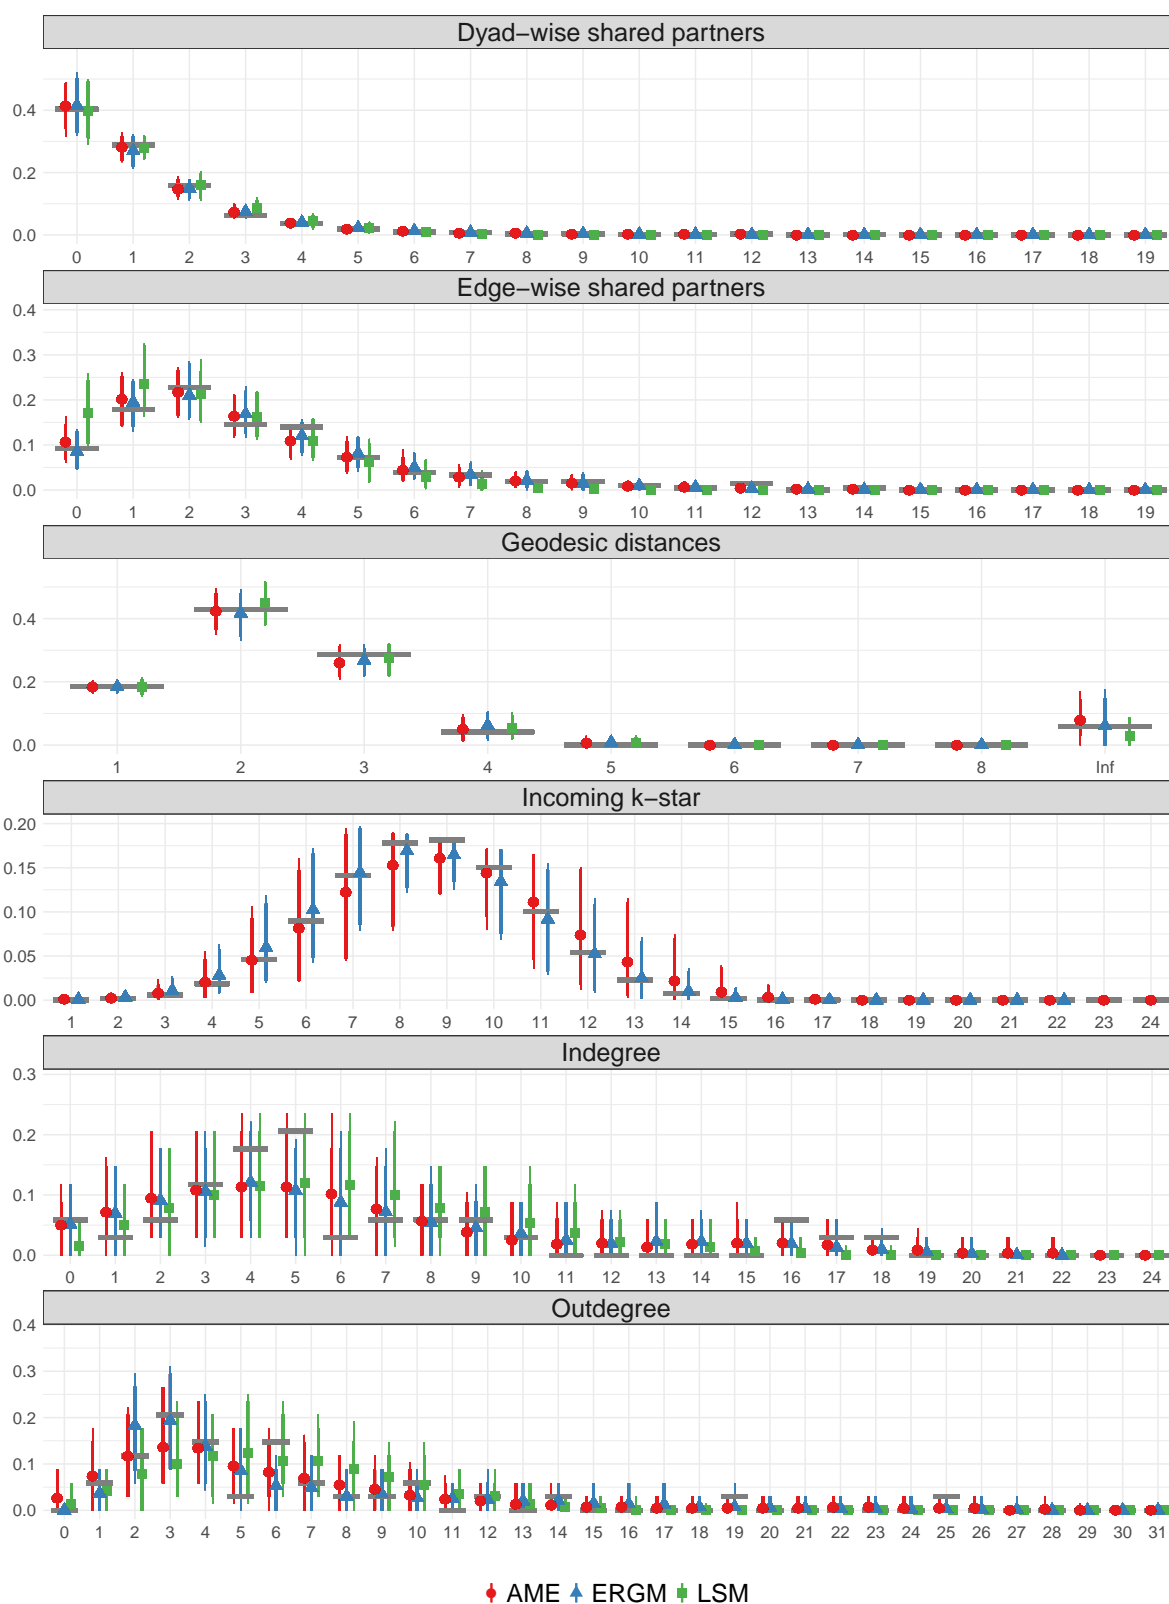 Dyad−wise shared partners
0.4
0.2
0.0
0 1 2 3 4 5 6 7 8 9 10 11 12 13 14 15 16 17 18 19
Edge−wise shared partners
0.4
0.3
0.2
0.1
0.0
0 1 2 3 4 5 6 7 8 9 10 11 12 13 14 15 16 17 18 19
Geodesic distances
0.4
0.2
0.0
1 2 3 4 5 6 7 8 Inf
Incoming k−star
0.20
0.15
0.10
0.05
0.00
1 2 3 4 5 6 7 8 9 10 11 12 13 14 15 16 17 18 19 20 21 22 23 24
Indegree
0.3
0.2
0.1
0.0
0 1 2 3 4 5 6 7 8 9 10 11 12 13 14 15 16 17 18 19 20 21 22 23 24
Outdegree
0.4
0.3
0.2
0.1
0.0
0 1 2 3 4 5 6 7 8 9 10 11 12 13 14 15 16 17 18 19 20 21 22 23 24 25 26 27 28 29 30 31
AME ERGM LSM